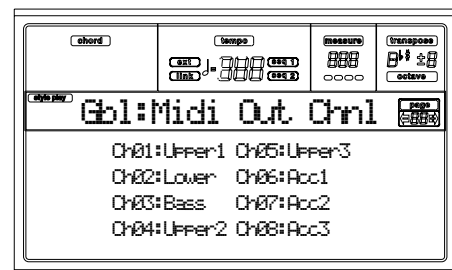 chord tempo measure transpose
ext seq 1
link seq 2
octave
style play page
Gbl:Midi Out Chnl
Ch01:Upper1 Ch05:Upper3
Ch02:Lower Ch06:Acc1
Ch03:Bass Ch07:Acc2
Ch04:Upper2 Ch08:Acc3